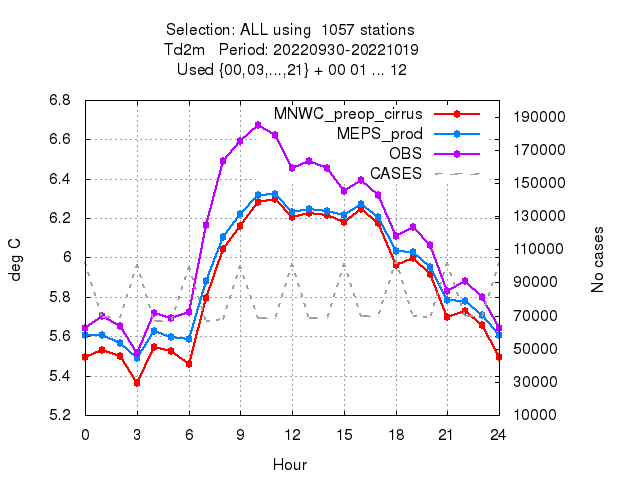 Selection: ALL using  1057 stations
Td2m   Period: 20220930-20221019
Used {00,03,...,21} + 00 01 ... 12
MNWC_preop_cirrus
MEPS_prod
OBS
CASES
deg C
6.8
6.6
6.4
6.2
6
5.8
5.6
5.4
5.2
No cases
190000
170000
150000
130000
110000
90000
70000
50000
30000
10000
0 3 6 9 12 15 18 21 24
Hour